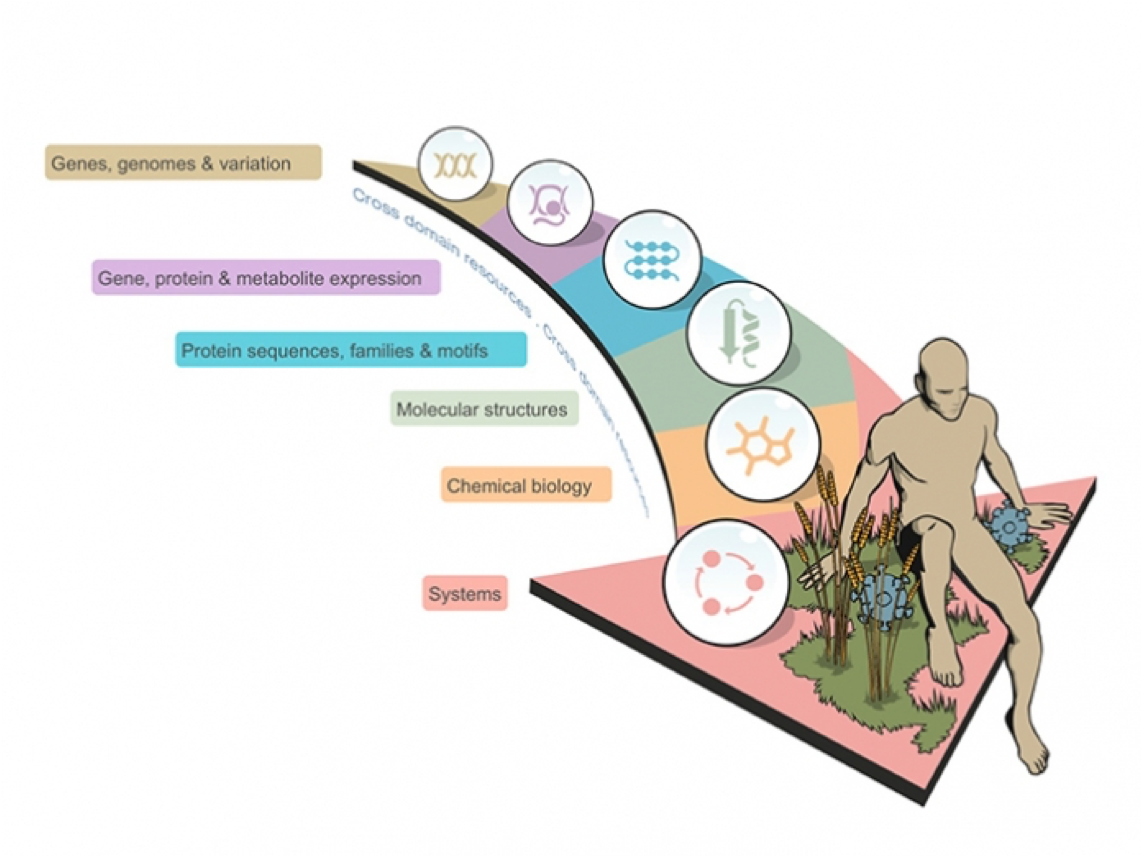 Genes, genomes & variation
Cross domain resources . Cross domain resources
Gene, protein & metabolite expression
Protein sequences, families & motifs
Molecular structures
Chemical biology
Systems